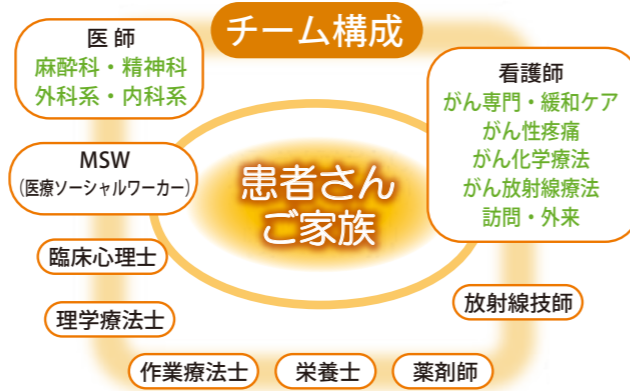 チーム構成
医 師
麻酔科・精神科
外科系・内科系
看護師
がん専門・緩和ケア
がん性疼痛
がん化学療法
がん放射線療法
訪問・外来
MSW
(医療ソーシャルワーカー)
患者さん
ご家族
臨床心理士
理学療法士
作業療法士
栄養士
薬剤師
放射線技師